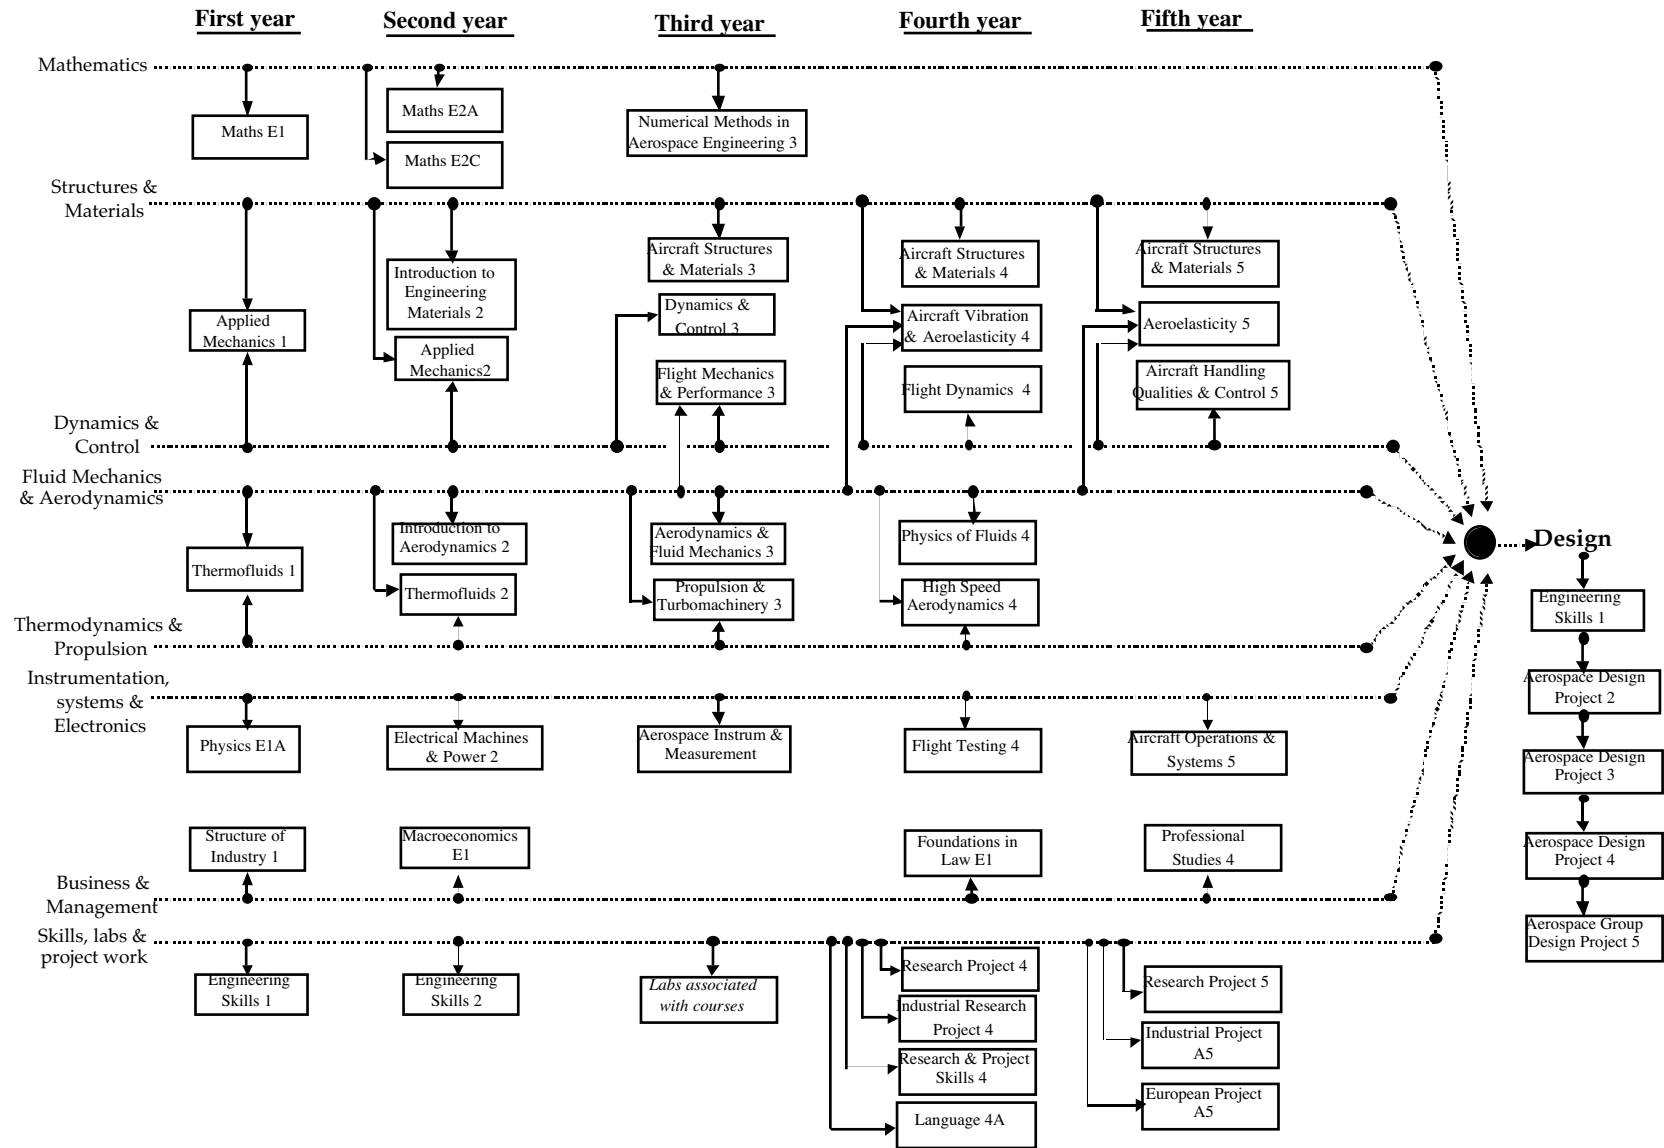 First year
Second year
Third year
Fourth year
Fifth year
Mathematics
Maths E1
Maths E2A
Maths E2C
Numerical Methods in
Aerospace Engineering 3
Structures &
Materials
Applied
Mechanics 1
Introduction to
Engineering
Materials 2
Applied
Mechanics2
Aircraft Structures
& Materials 3
Dynamics &
Control 3
Flight Mechanics
& Performance 3
Aircraft Structures
& Materials 4
Aircraft Vibration
& Aeroelasticity 4
Flight Dynamics 4
Aircraft Structures
& Materials 5
Aeroelasticity 5
Aircraft Handling
Qualities & Control 5
Dynamics &
Control
Fluid Mechanics
& Aerodynamics
Thermofluids 1
Introduction to
Aerodynamics 2
Thermofluids 2
Aerodynamics &
Fluid Mechanics 3
Propulsion &
Turbomachinery 3
Physics of Fluids 4
High Speed
Aerodynamics 4
Thermodynamics &
Propulsion
Instrumentation,
systems &
Electronics
Physics E1A
Electrical Machines
& Power 2
Aerospace Instrum &
Measurement
Flight Testing 4
Aircraft Operations &
Systems 5
Structure of
Industry 1
Macroeconomics
E1
Foundations in
Law E1
Professional
Studies 4
Business &
Management
Skills, labs &
project work
Engineering
Skills 1
Engineering
Skills 2
Labs associated
with courses
Research Project 4
Industrial Research
Project 4
Research & Project
Skills 4
Language 4A
Research Project 5
Industrial Project
A5
European Project
A5
Design
Engineering
Skills 1
Aerospace Design
Project 2
Aerospace Design
Project 3
Aerospace Design
Project 4
Aerospace Group
Design Project 5